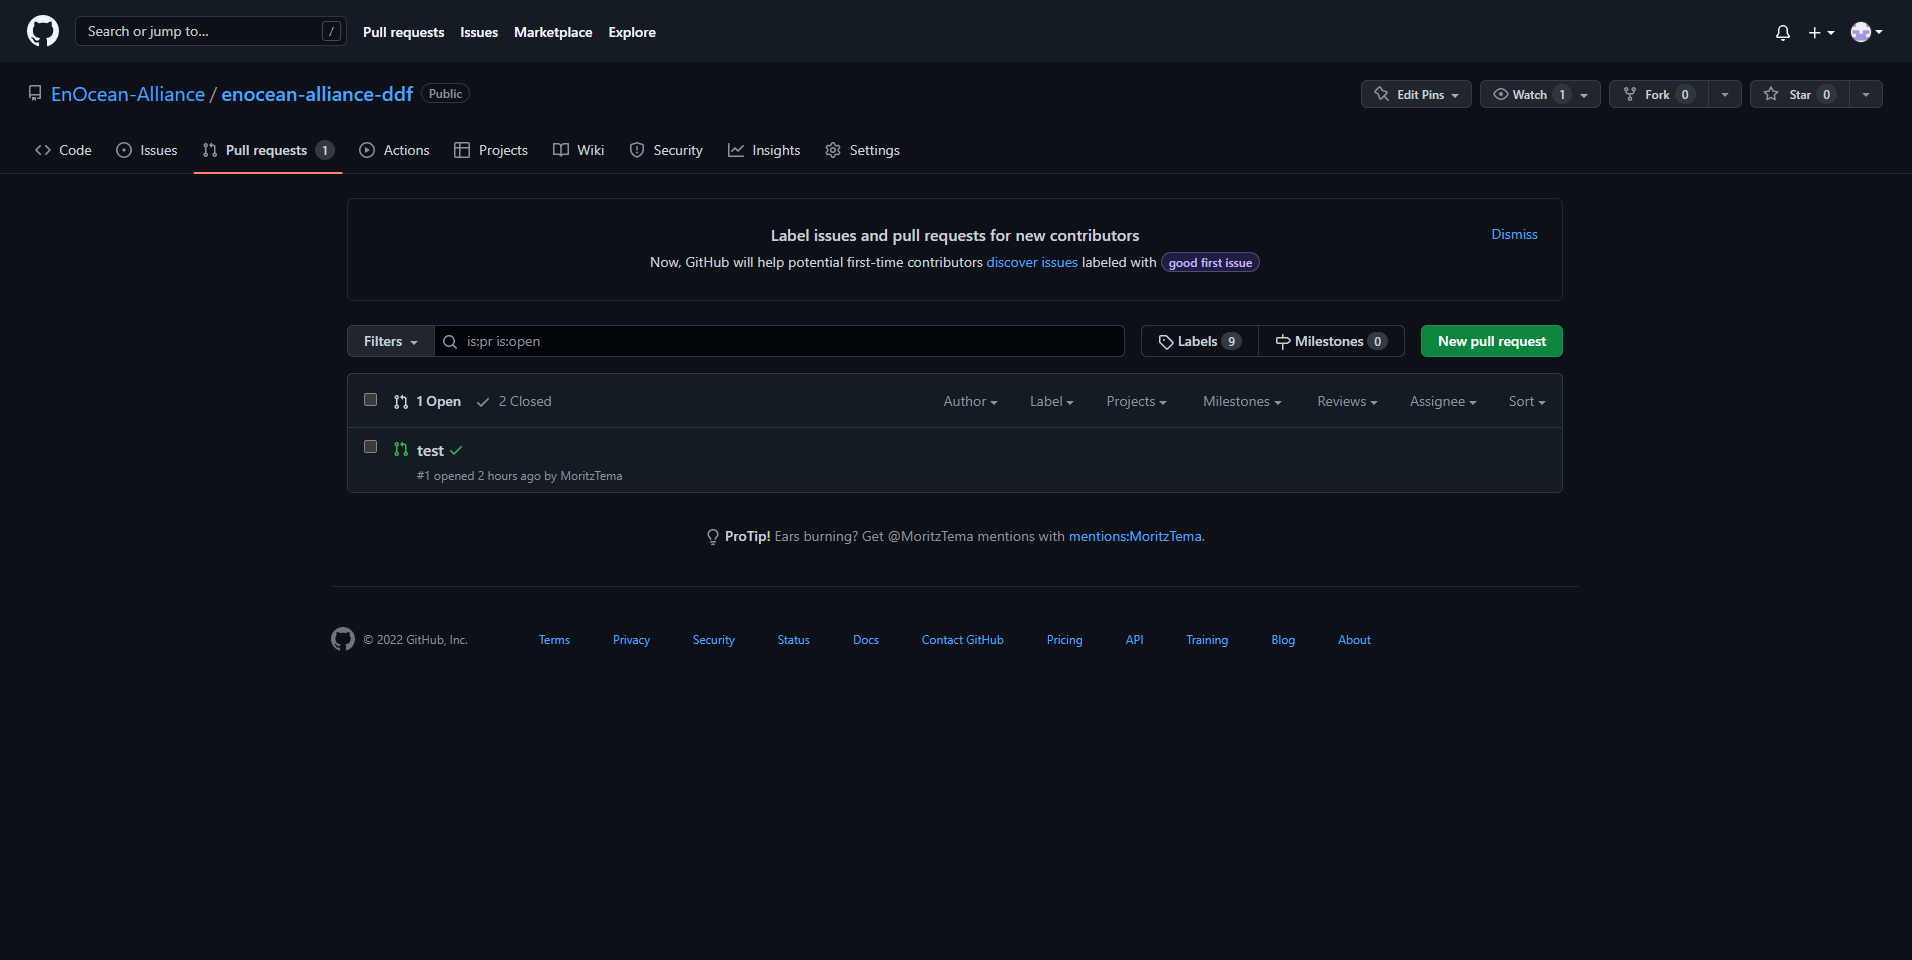 Search or jump to... / Pull requests Issues Marketplace Explore
EnOcean-Alliance / enocean-alliance-ddf Public Edit Pins Watch 1 Fork 0 Star 0
Code Issues Pull requests 1 Actions Projects Wiki Security Insights Settings
Label issues and pull requests for new contributors
Dismiss
Now, GitHub will help potential first-time contributors discover issues labeled with good first issue
Filters is:pr is:open Labels 9 Milestones 0 New pull request
1 Open 2 Closed Author Label Projects Milestones Reviews Assignee Sort
test
#1 opened 2 hours ago by MoritzTema
ProTip! Ears burning? Get @MoritzTema mentions with mentions:MoritzTema.
© 2022 GitHub, Inc. Terms Privacy Security Status Docs Contact GitHub Pricing API Training Blog About